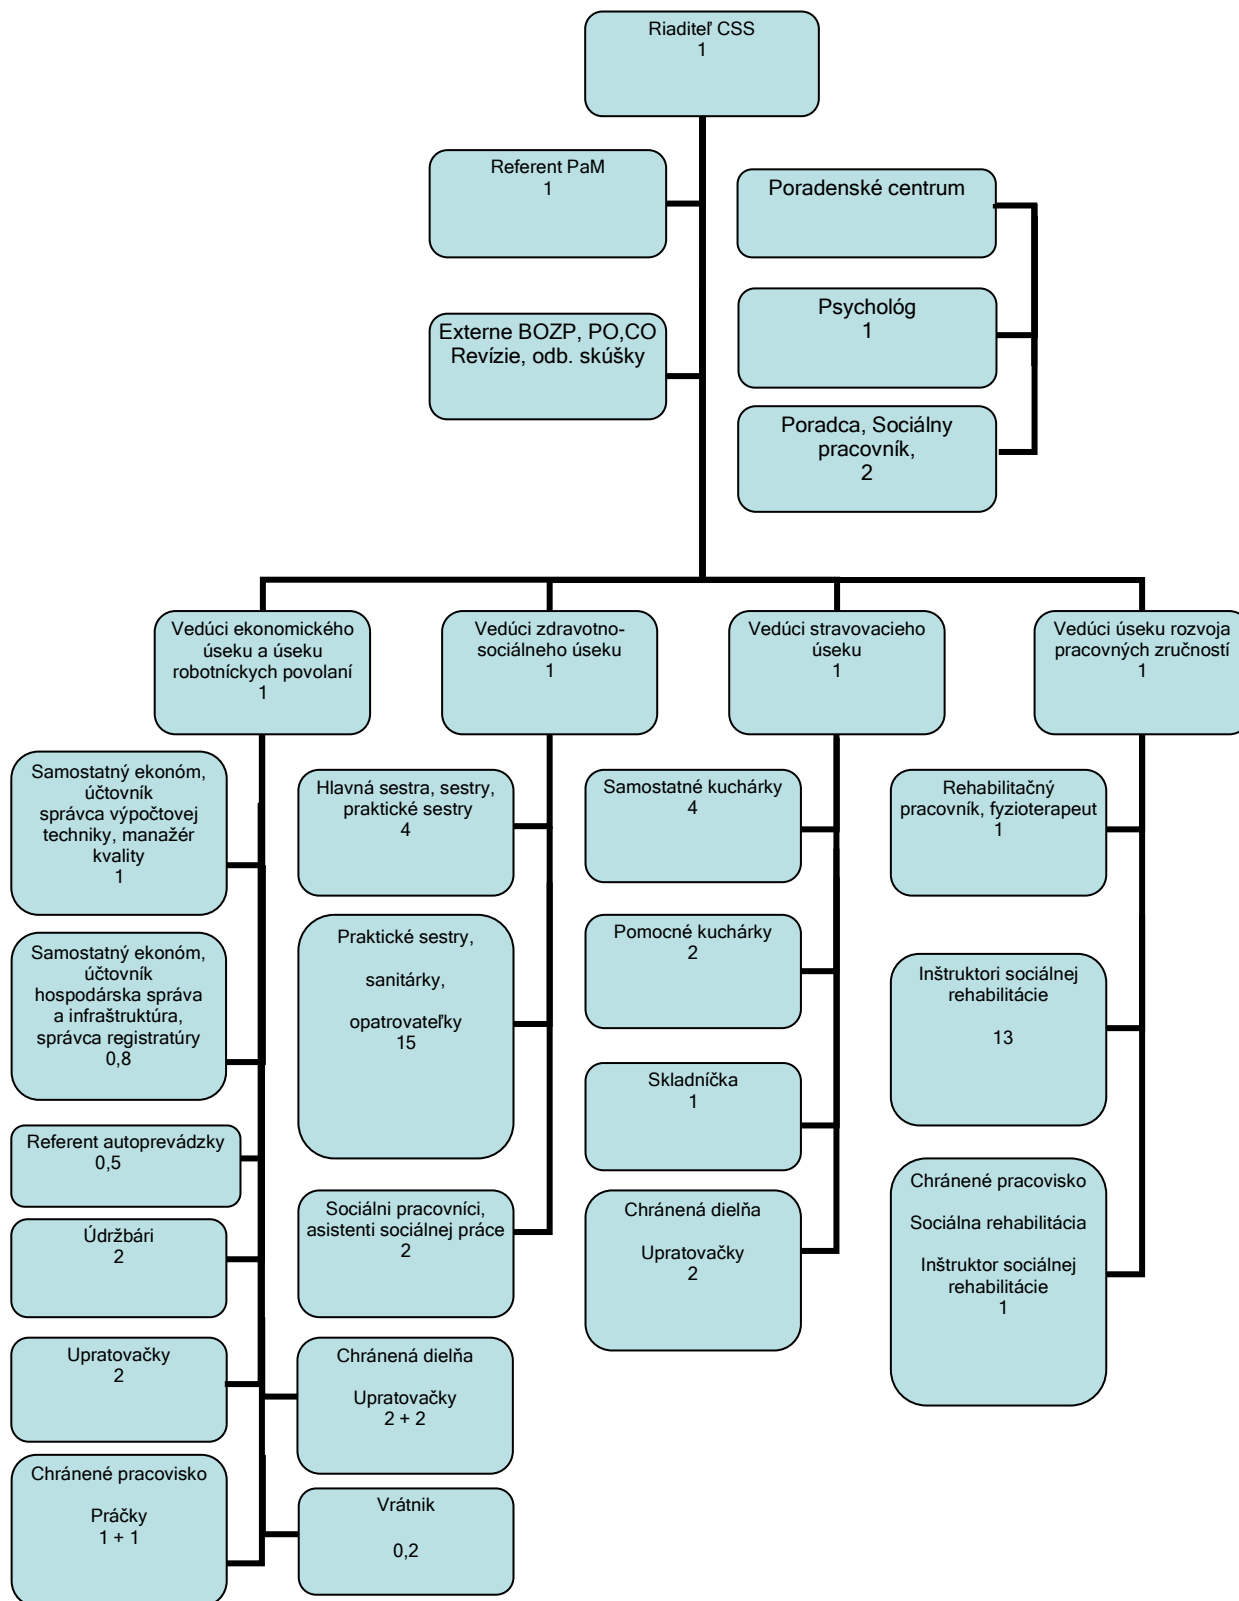 Riaditeľ CSS
1
Referent PaM
1
Poradenské centrum
Externe BOZP, PO,CO
Revízie, odb. skúšky
Psychológ
1
Poradca, Sociálny
pracovník,
2
Vedúci ekonomického
úseku a úseku
robotníckych povolaní
1
Vedúci zdravotno-
sociálneho úseku
1
Vedúci stravovacieho
úseku
1
Vedúci úseku rozvoja
pracovných zručností
1
Samostatný ekonóm,
účtovník
správca výpočtovej
techniky, manažér
kvality
1
Samostatný ekonóm,
účtovník
hospodárska správa
a infraštruktúra,
správca registratúry
0,8
Referent autoprevádzky
0,5
Údržbári
2
Upratovačky
2
Chránené pracovisko
Práčky
1 + 1
Hlavná sestra, sestry,
praktické sestry
4
Praktické sestry,
sanitárky,
opatrovateľky
15
Sociálni pracovníci,
asistenti sociálnej práce
2
Chránená dielňa
Upratovačky
2 + 2
Vrátnik
0,2
Samostatné kuchárky
4
Pomocné kuchárky
2
Skladníčka
1
Chránená dielňa
Upratovačky
2
Rehabilitačný
pracovník, fyzioterapeut
1
Inštruktori sociálnej
rehabilitácie
13
Chránené pracovisko
Sociálna rehabilitácia
Inštruktor sociálnej
rehabilitácie
1